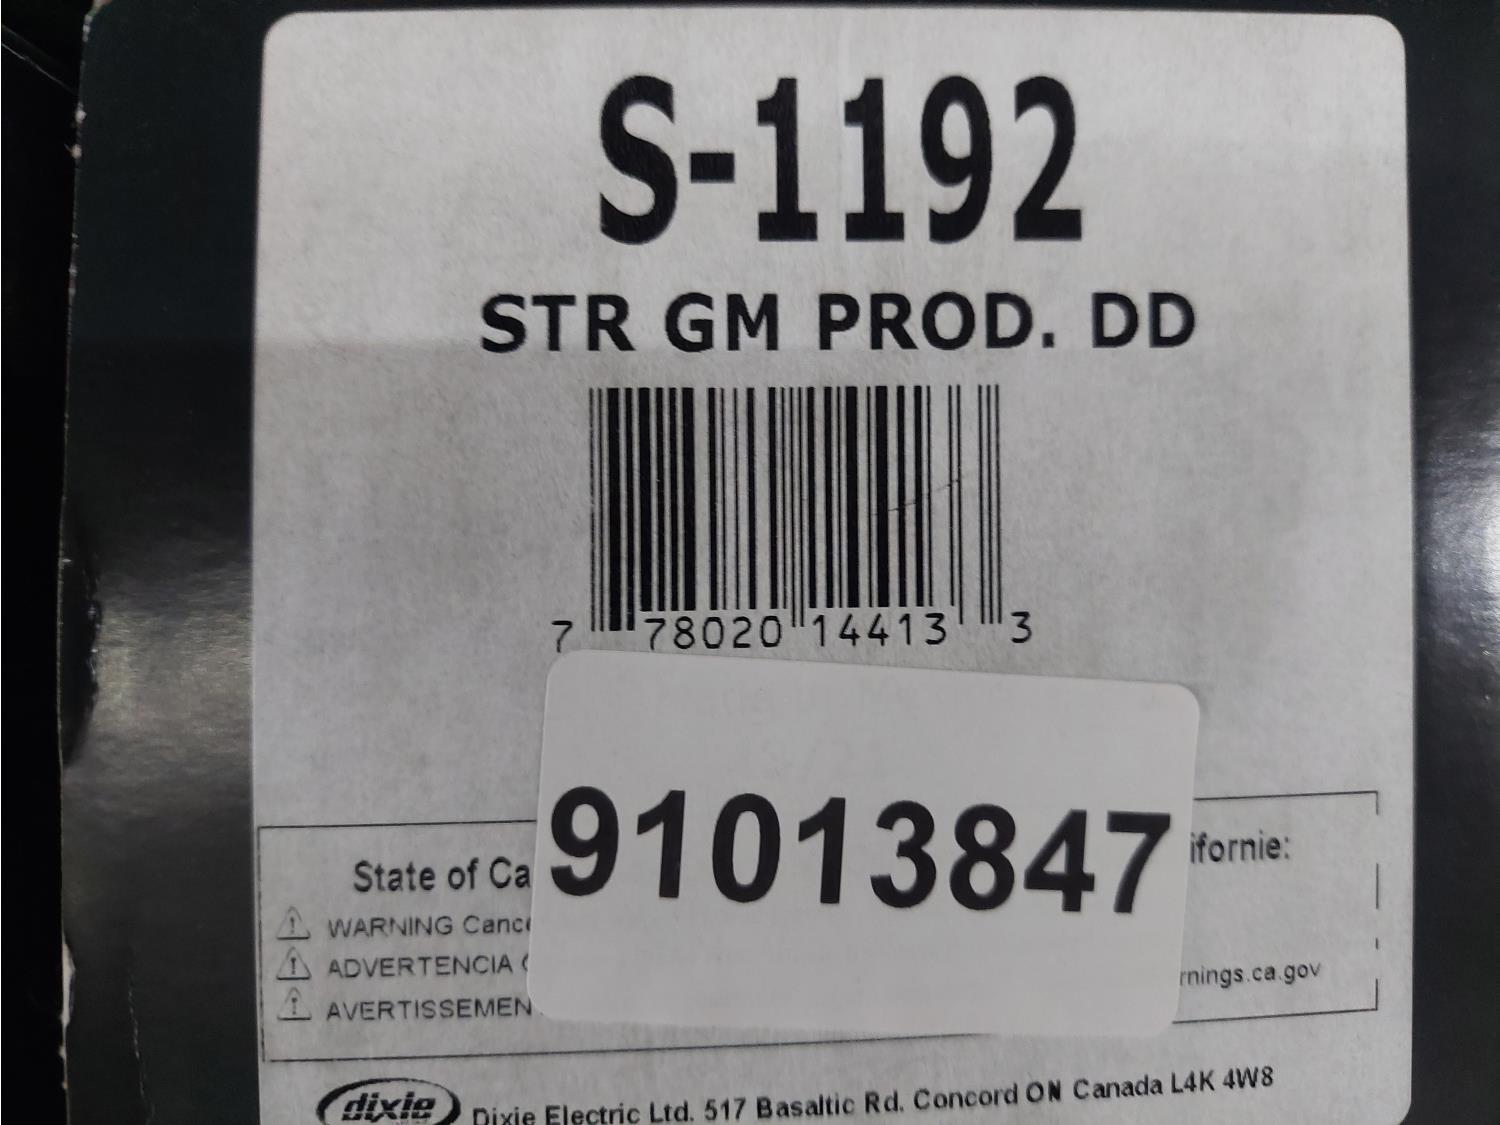 S-1192
STR GM PROD. DD
7 78020 14413 3
91013847
State of Ca
ifornie:
WARNING Canc
ADVERTENCIA
AVERTISSEMEN
rnings.ca.gov
dixie
Dixie Electric Ltd. 517 Basaltic Rd. Concord ON Canada L4K 4W8